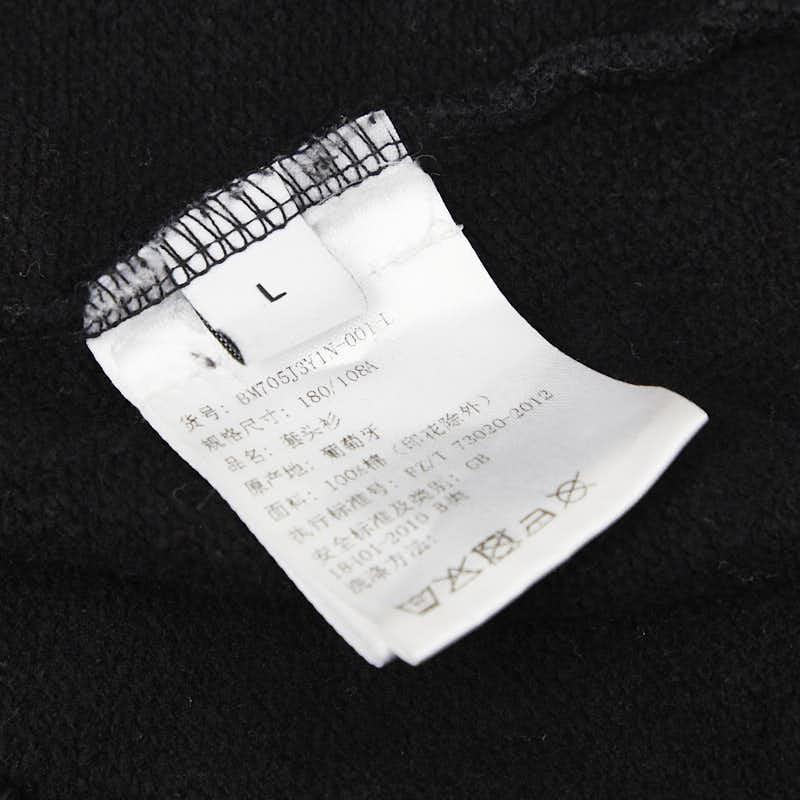 L
货号: BM705J3Y1N-001-L
规格尺寸: 180/108A
品名: 套头衫
原产地: 葡萄牙
面料: 100%棉 (印花除外)
执行标准号: FZ/T 73020-2012
安全标准及类别: GB
18401-2010 B类
洗涤方法: